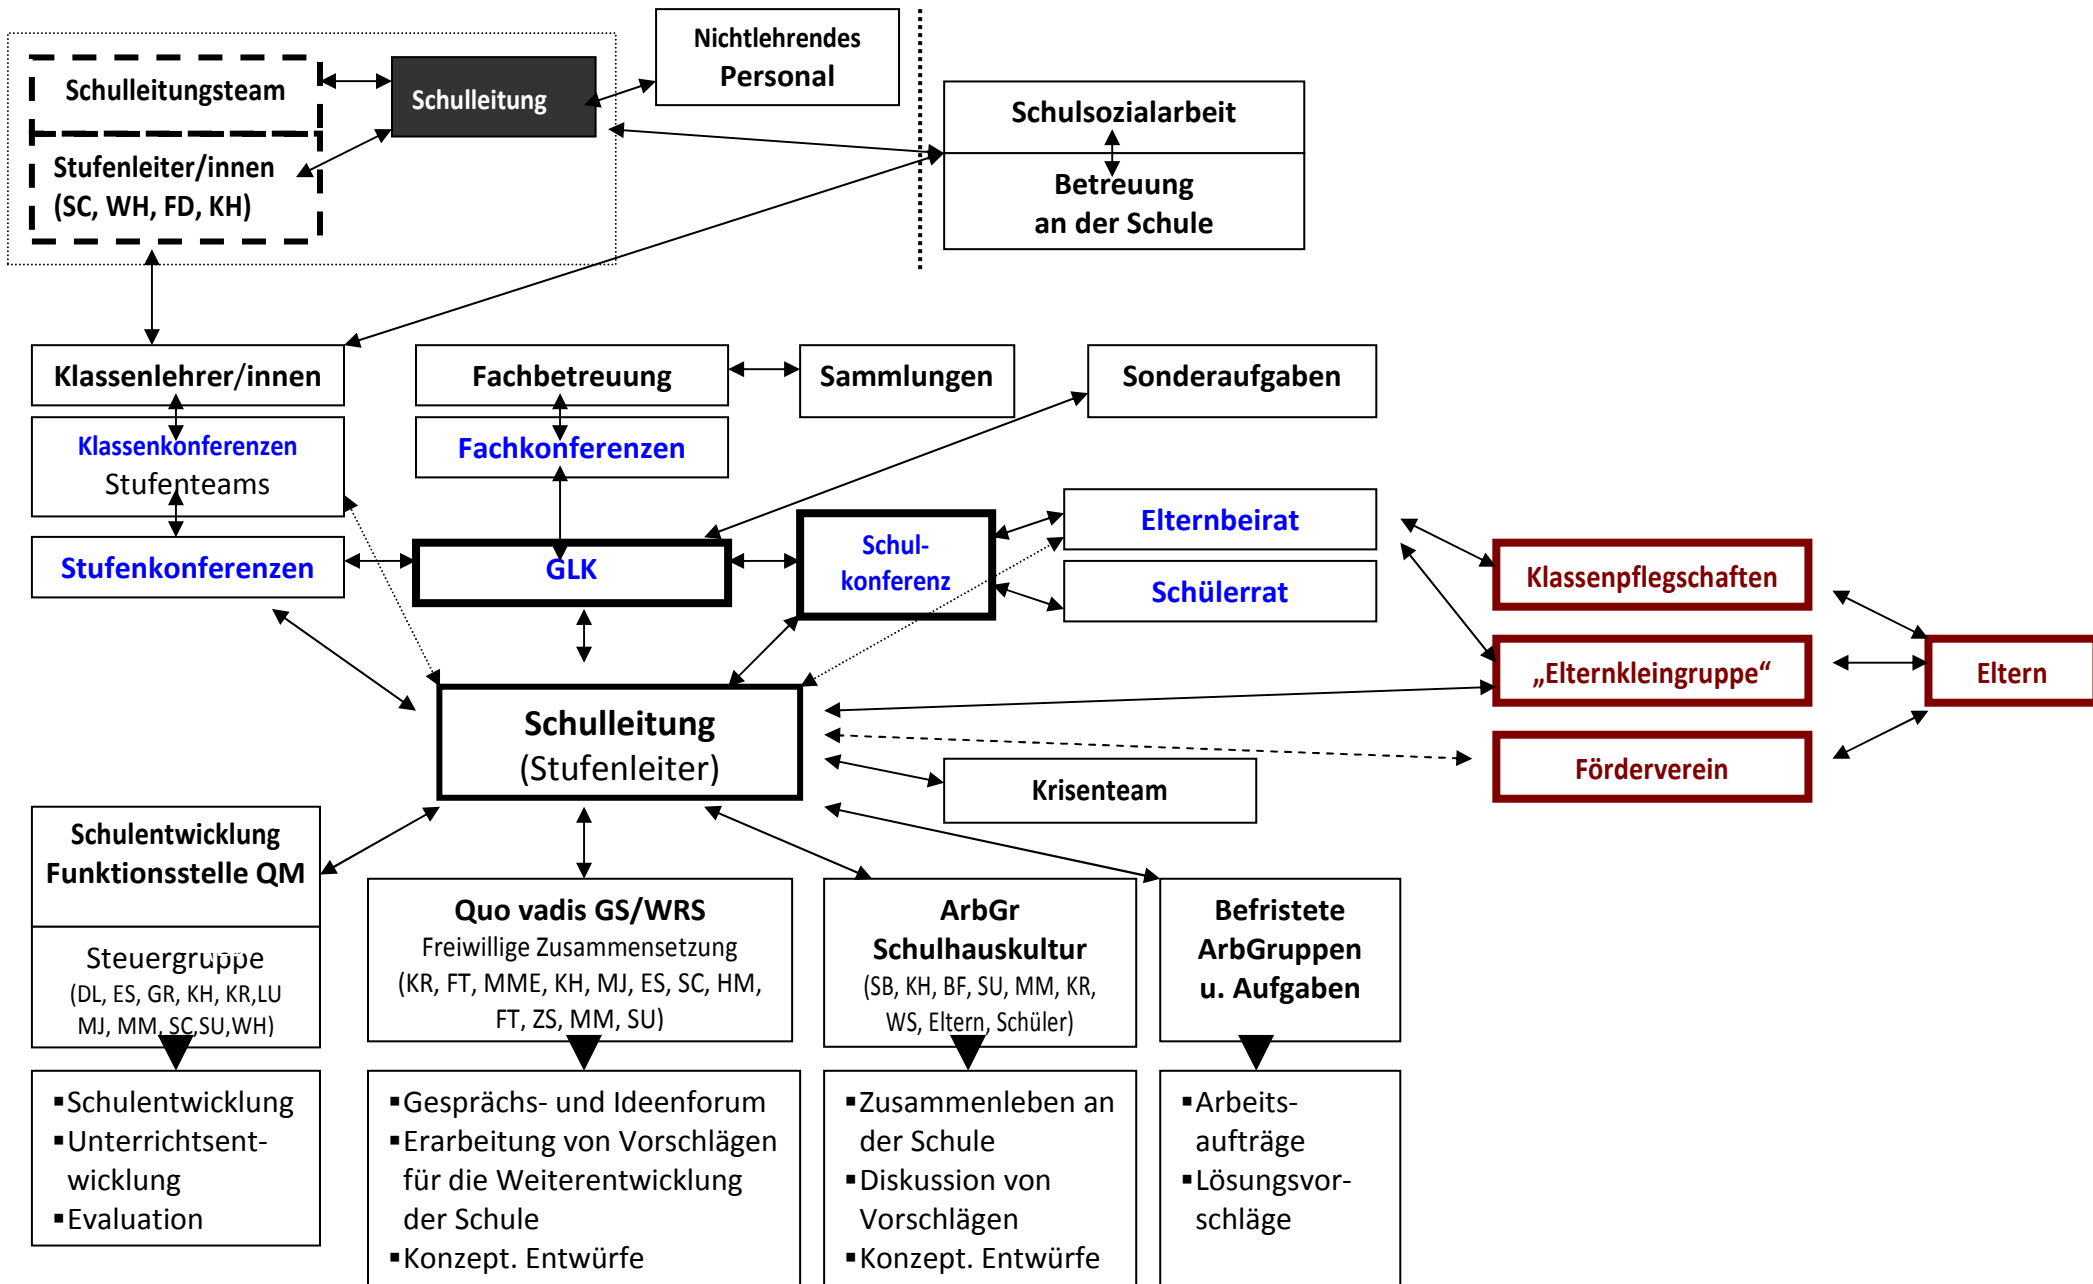 Nichtlehrendes
Personal
Schulleitungsteam
Schulleitung
Schulsozialarbeit
Stufenleiter/innen
(SC, WH, FD, KH)
Betreuung
an der Schule
Klassenlehrer/innen
Fachbetreuung
Sammlungen
Sonderaufgaben
Klassenkonferenzen
Stufenteams
Fachkonferenzen
Stufenkonferenzen
GLK
Schul-
konferenz
Elternbeirat
Schülerrat
Klassenpflegschaften
„Elternkleingruppe“
Eltern
Förderverein
Schulleitung
(Stufenleiter)
Krisenteam
Schulentwicklung
Funktionsstelle QM
Steuergruppe
(DL, ES, GR, KH, KR,LU
MJ, MM, SC,SU,WH)
Quo vadis GS/WRS
Freiwillige Zusammensetzung
(KR, FT, MME, KH, MJ, ES, SC, HM,
FT, ZS, MM, SU)
ArbGr
Schulhauskultur
(SB, KH, BF, SU, MM, KR,
WS, Eltern, Schüler)
Befristete
ArbGruppen
u. Aufgaben
▪Schulentwicklung
▪Unterrichtsent-
wicklung
▪Evaluation
▪Gesprächs- und Ideenforum
▪Erarbeitung von Vorschlägen
für die Weiterentwicklung
der Schule
▪Konzept. Entwürfe
▪Zusammenleben an
der Schule
▪Diskussion von
Vorschlägen
▪Konzept. Entwürfe
▪Arbeits-
aufträge
▪Lösungsvor-
schläge